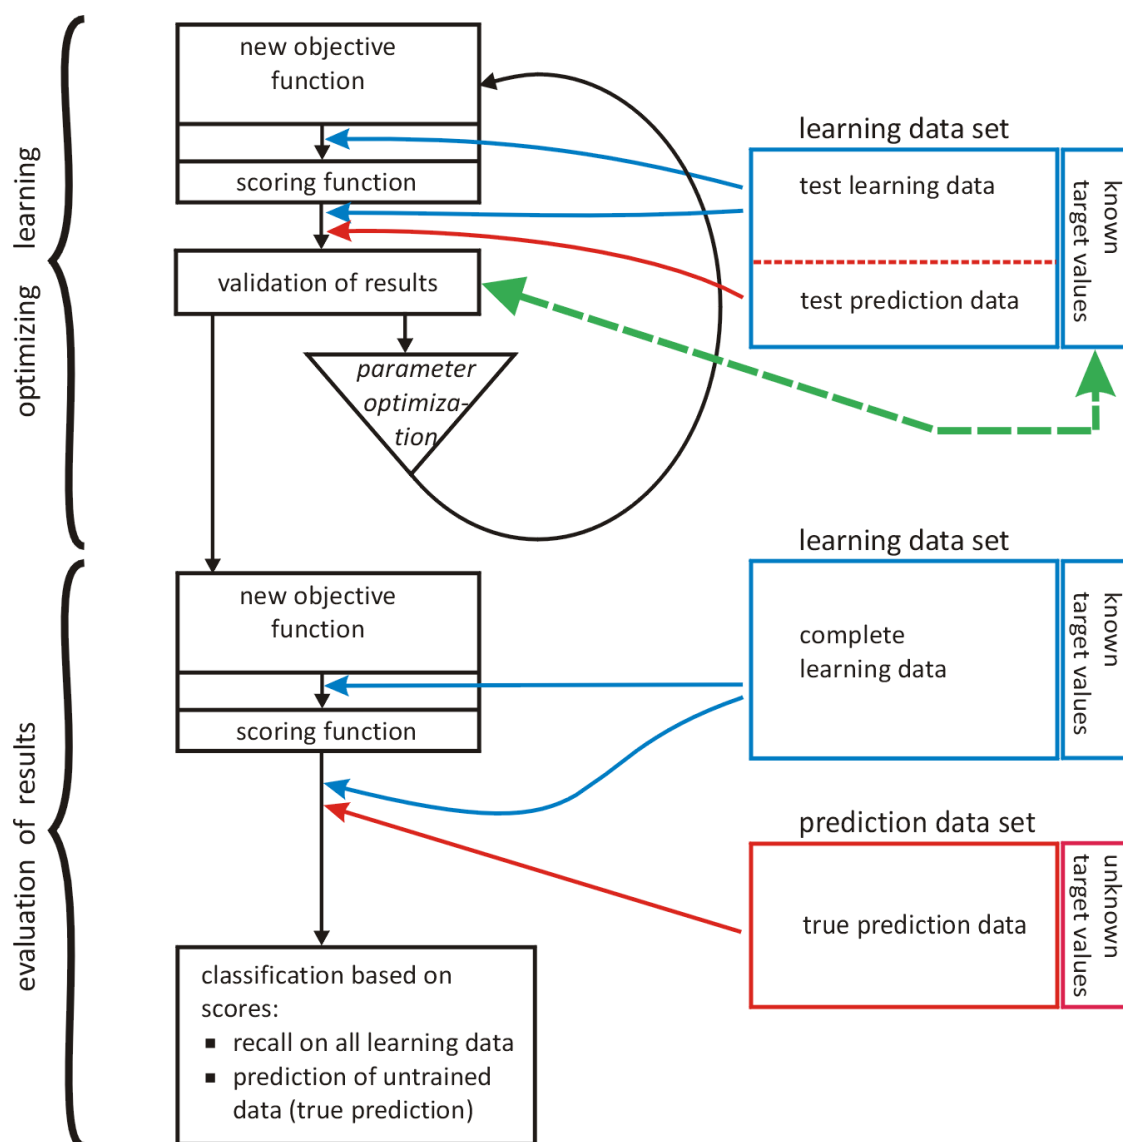 optimizing learning
new objective
function
scoring function
validation of results
parameter
optimiza-
tion
learning data set
test learning data
test prediction data
known
target values
evaluation of results
new objective
function
scoring function
learning data set
complete
learning data
known
target values
prediction data set
true prediction data
unknown
target values
classification based on
scores:
▪ recall on all learning data
▪ prediction of untrained
data (true prediction)